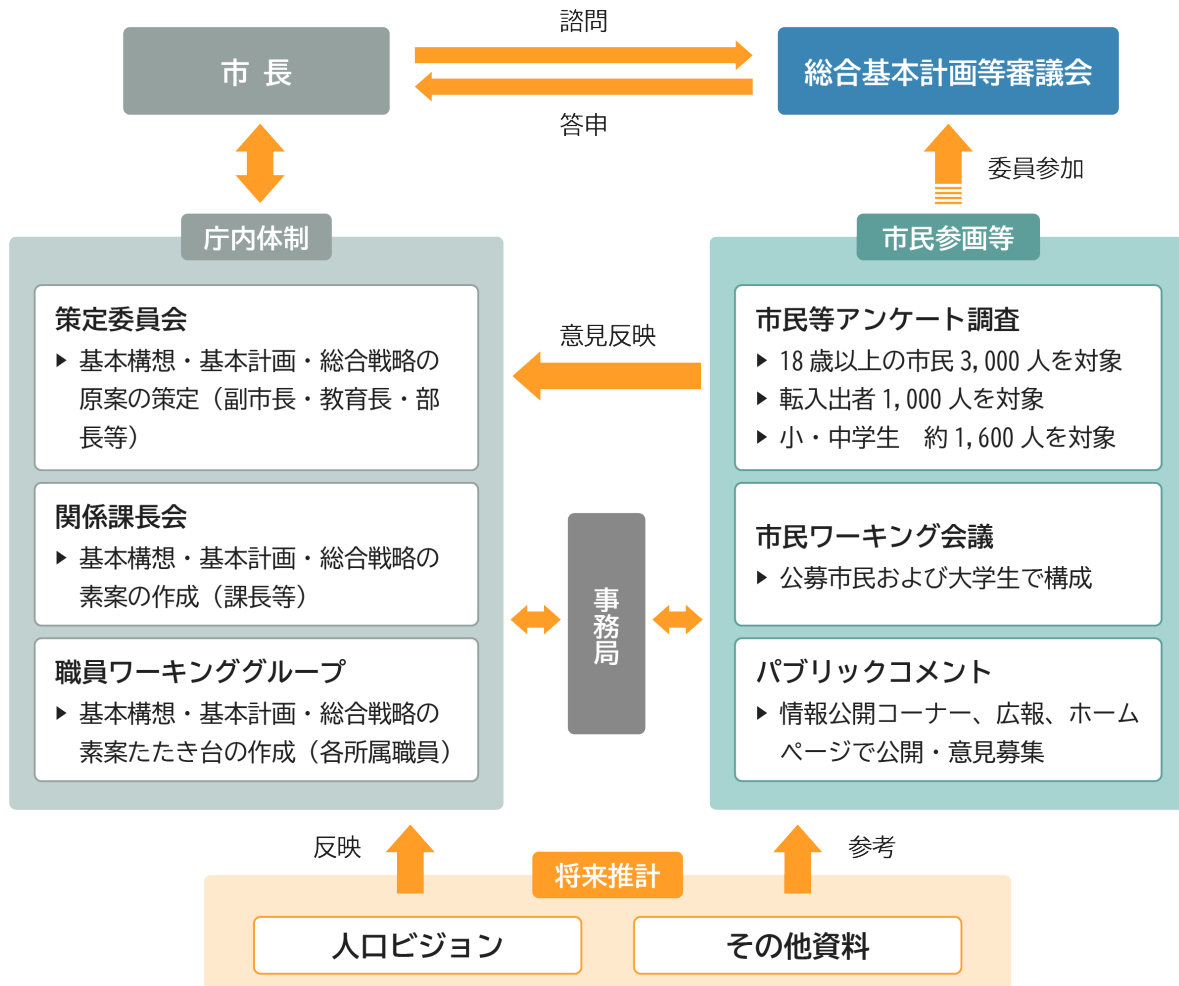 諮問
市 長
総合基本計画等審議会
答申
委員参加
庁内体制
策定委員会
▶ 基本構想・基本計画・総合戦略の
原案の策定（副市長・教育長・部
長等）
関係課長会
▶ 基本構想・基本計画・総合戦略の
素案の作成（課長等）
職員ワーキンググループ
▶ 基本構想・基本計画・総合戦略の
素案たたき台の作成（各所属職員）
意見反映
事務局
市民参画等
市民等アンケート調査
▶ 18 歳以上の市民 3,000 人を対象
▶ 転入出者 1,000 人を対象
▶ 小・中学生　約 1,600 人を対象
市民ワーキング会議
▶ 公募市民および大学生で構成
パブリックコメント
▶ 情報公開コーナー、広報、ホーム
ページで公開・意見募集
反映
参考
将来推計
人口ビジョン
その他資料